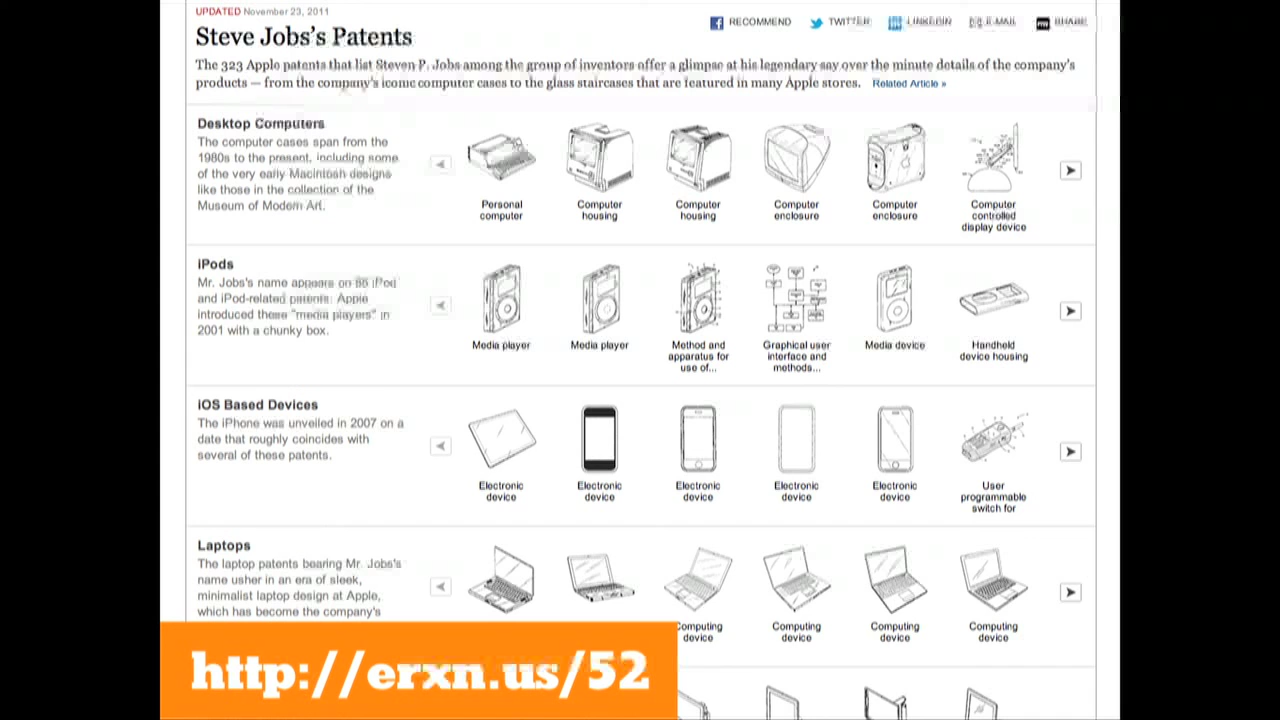 UPDATED November 23, 2011
RECOMMEND TWITTER LINKEDIN E-MAIL SHARE
Steve Jobs's Patents
The 323 Apple patents that list Steven P. Jobs among the group of inventors offer a glimpse at his legendary say over the minute details of the company's
products — from the company's iconic computer cases to the glass staircases that are featured in many Apple stores. Related Article »
Desktop Computers
The computer cases span from the
1980s to the present, including some
of the very early Macintosh designs
like those in the collection of the
Museum of Modern Art.
Personal
computer
Computer
housing
Computer
housing
Computer
enclosure
Computer
enclosure
Computer
controlled
display device
iPods
Mr. Jobs's name appears on 85 iPod
and iPod-related patents. Apple
introduced these "media players" in
2001 with a chunky box.
Media player
Media player
Method and
apparatus for
use of...
Graphical user
interface and
methods...
Media device
Handheld
device housing
iOS Based Devices
The iPhone was unveiled in 2007 on a
date that roughly coincides with
several of these patents.
Electronic
device
Electronic
device
Electronic
device
Electronic
device
Electronic
device
User
programmable
switch for
Laptops
The laptop patents bearing Mr. Jobs's
name usher in an era of sleek,
minimalist laptop design at Apple,
which has become the company's
Computing
device
Computing
device
Computing
device
Computing
device
http://erxn.us/52